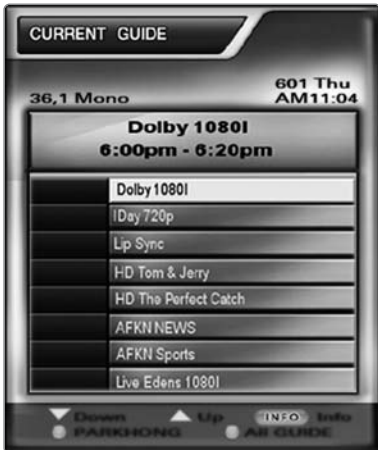 CURRENT GUIDE
601 Thu
36,1 Mono AM11:04
Dolby 1080I
6:00pm - 6:20pm
Dolby 1080I
IDay 720p
Lip Sync
HD Tom & Jerry
HD The Perfect Catch
AFKN NEWS
AFKN Sports
Live Edens 1080I
Down Up INFO Info
PARKHONG All GUIDE